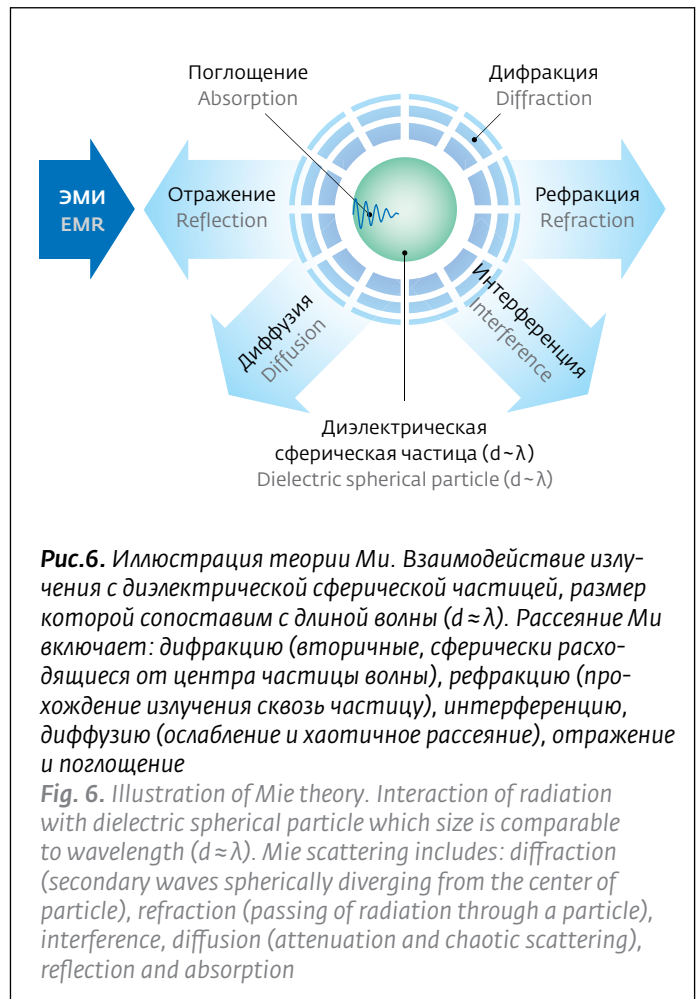 Поглощение
Absorption
Дифракция
Diffraction
ЭМИ
EMR
Отражение
Reflection
Рефракция
Refraction
Диффузия
Diffusion
Интерференция
Interference
Диэлектрическая
сферическая частица (d~λ)
Dielectric spherical particle (d~λ)
Рис.6. Иллюстрация теории Ми. Взаимодействие излу-
чения с диэлектрической сферической частицей, размер
которой сопоставим с длиной волны (d≈λ). Рассеяние Ми
включает: дифракцию (вторичные, сферически расхо-
дящиеся от центра частицы волны), рефракцию (про-
хождение излучения сквозь частицу), интерференцию,
диффузию (ослабление и хаотичное рассеяние), отражение
и поглощение
Fig. 6. Illustration of Mie theory. Interaction of radiation
with dielectric spherical particle which size is comparable
to wavelength (d≈λ). Mie scattering includes: diffraction
(secondary waves spherically diverging from the center of
particle), refraction (passing of radiation through a particle),
interference, diffusion (attenuation and chaotic scattering),
reflection and absorption